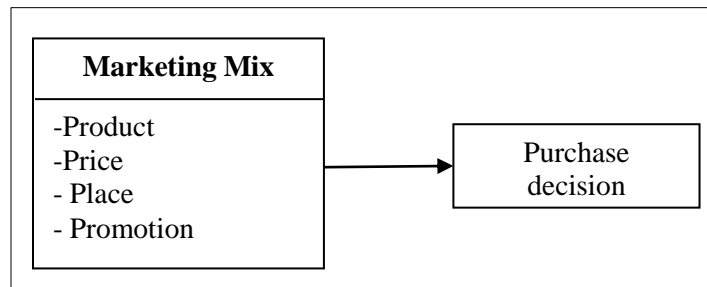 Marketing Mix
-Product
-Price
- Place
- Promotion
Purchase
decision